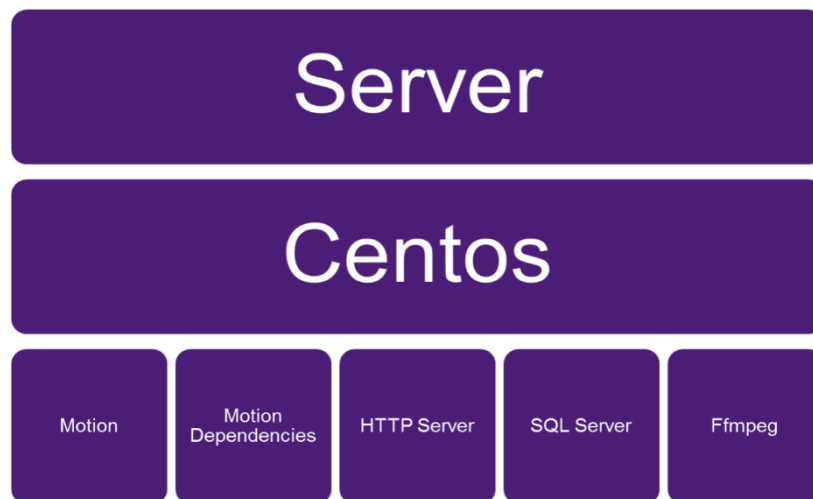 Server
Centos
Motion
Motion
Dependencies
HTTP Server
SQL Server
Ffmpeg